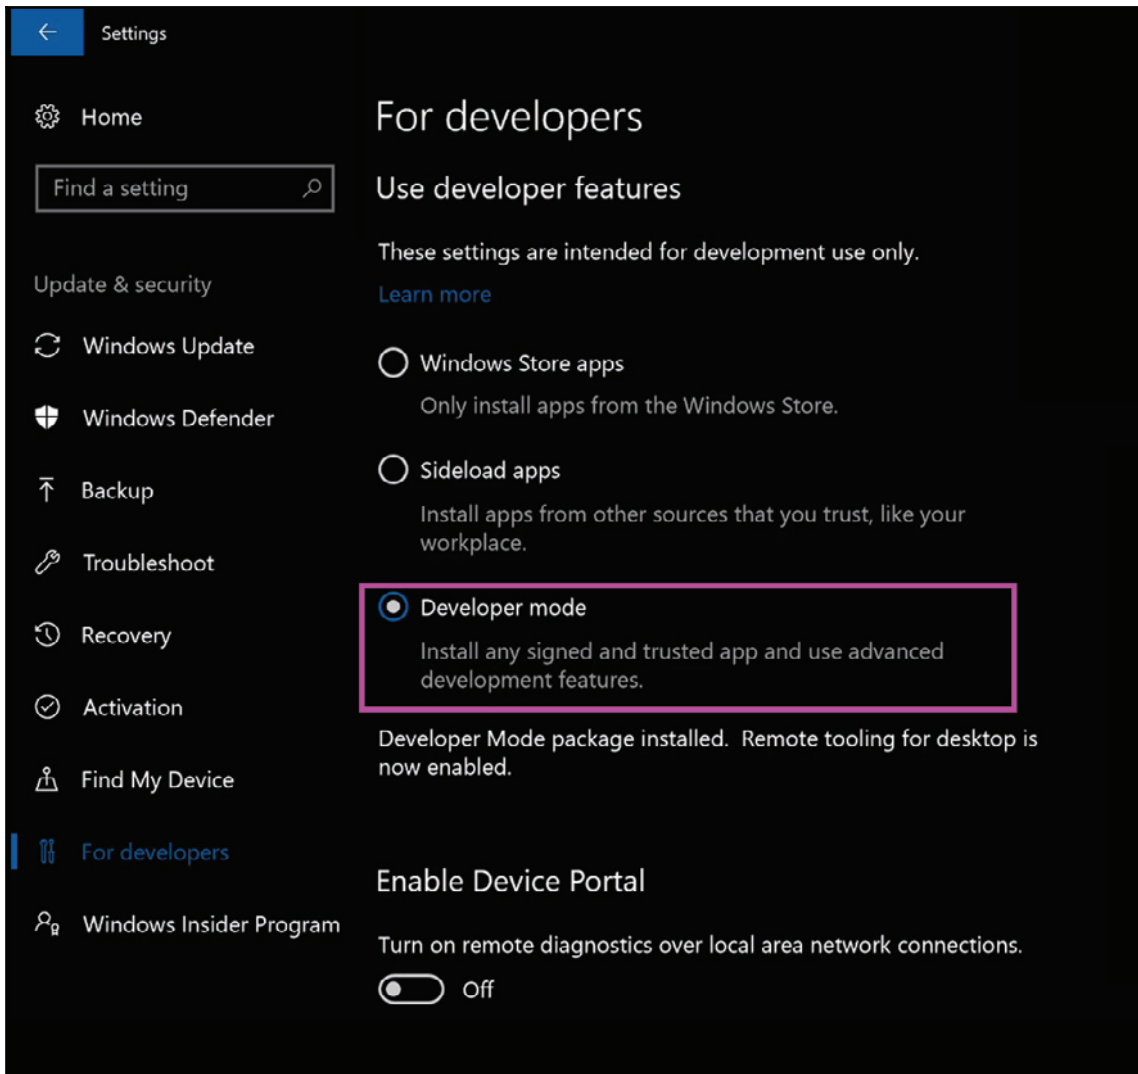 Settings
Home
Find a setting
Update & security
Windows Update
Windows Defender
Backup
Troubleshoot
Recovery
Activation
Find My Device
For developers
Windows Insider Program
For developers
Use developer features
These settings are intended for development use only.
Learn more
Windows Store apps
Only install apps from the Windows Store.
Sideload apps
Install apps from other sources that you trust, like your
workplace.
Developer mode
Install any signed and trusted app and use advanced
development features.
Developer Mode package installed.  Remote tooling for desktop is
now enabled.
Enable Device Portal
Turn on remote diagnostics over local area network connections.
Off